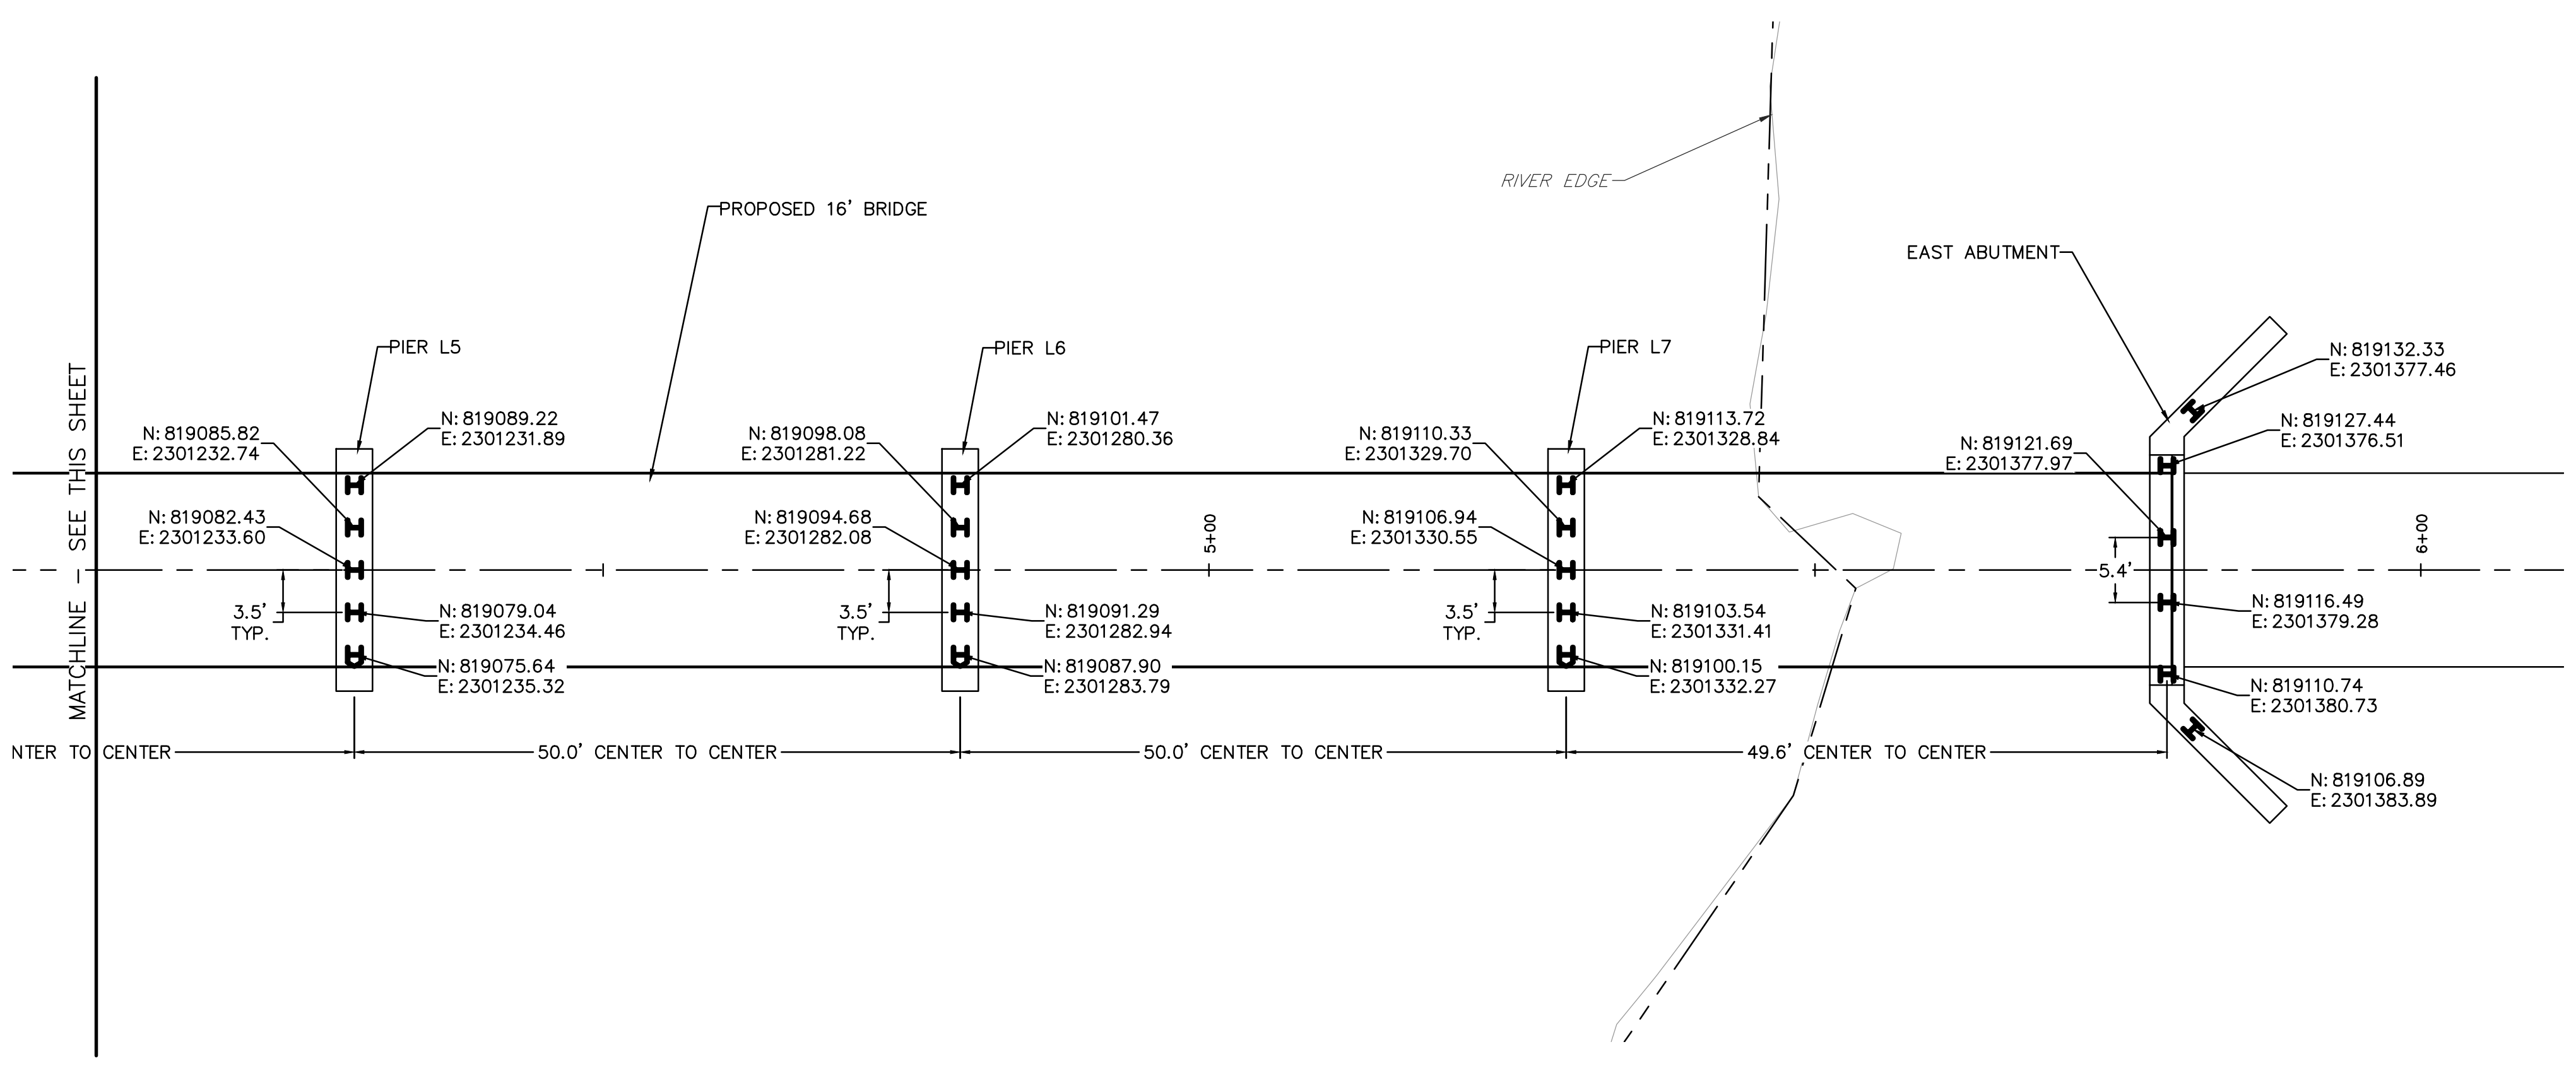 RIVER EDGE
PROPOSED 16' BRIDGE
EAST ABUTMENT
MATCHLINE - SEE THIS SHEET
PIER L5
N: 819085.82
E: 2301232.74
N: 819089.22
E: 2301231.89
N: 819082.43
E: 2301233.60
3.5'
TYP.
N: 819079.04
E: 2301234.46
N: 819075.64
E: 2301235.32
PIER L6
N: 819098.08
E: 2301281.22
N: 819101.47
E: 2301280.36
N: 819094.68
E: 2301282.08
3.5'
TYP.
N: 819091.29
E: 2301282.94
N: 819087.90
E: 2301283.79
5+00
PIER L7
N: 819110.33
E: 2301329.70
N: 819113.72
E: 2301328.84
N: 819106.94
E: 2301330.55
3.5'
TYP.
N: 819103.54
E: 2301331.41
N: 819100.15
E: 2301332.27
N: 819132.33
E: 2301377.46
N: 819127.44
E: 2301376.51
N: 819121.69
E: 2301377.97
5.4'
N: 819116.49
E: 2301379.28
N: 819110.74
E: 2301380.73
N: 819106.89
E: 2301383.89
6+00
NTER TO CENTER
50.0' CENTER TO CENTER
50.0' CENTER TO CENTER
49.6' CENTER TO CENTER